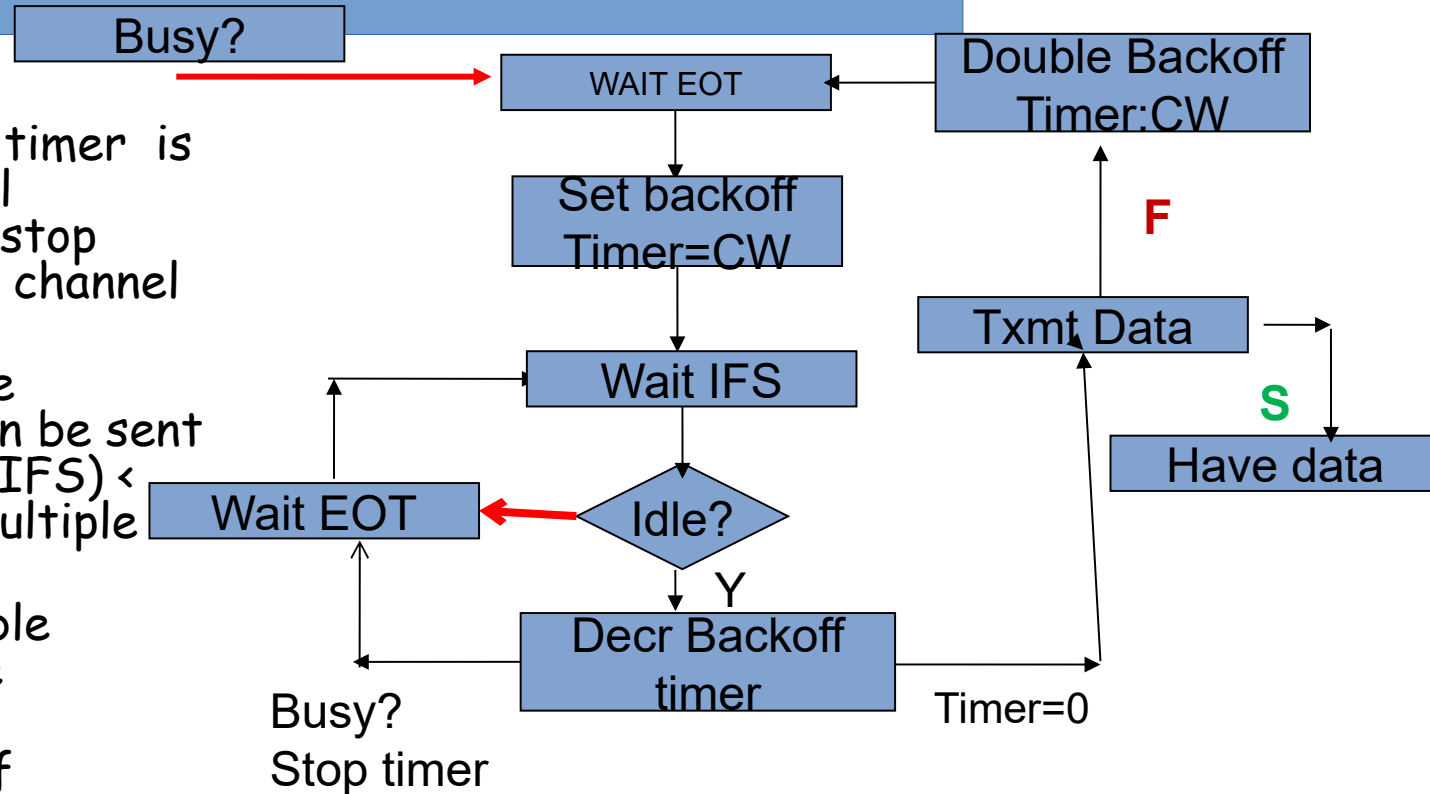 Busy?
WAIT EOT
Double Backoff
Timer:CW
timer is
l
stop
channel
Set backoff
Timer=CW
F
Txmt Data
e
n be sent
IFS) <
ultiple
Wait IFS
S
Have data
Wait EOT
Idle?
Y
ple
Decr Backoff
timer
Busy?
Stop timer
Timer=0
f